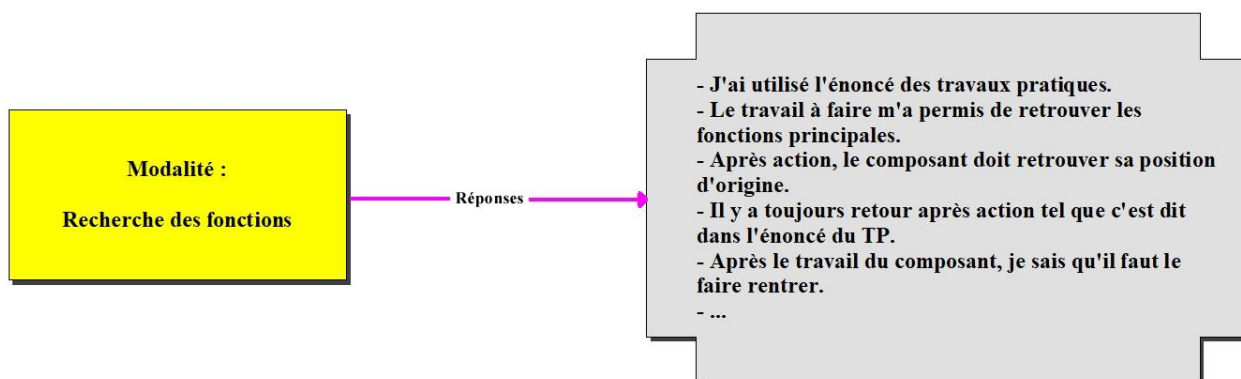 Modalité :
Recherche des fonctions
Réponses
- J'ai utilisé l'énoncé des travaux pratiques.
- Le travail à faire m'a permis de retrouver les
fonctions principales.
- Après action, le composant doit retrouver sa position
d'origine.
- Il y a toujours retour après action tel que c'est dit
dans l'énoncé du TP.
- Après le travail du composant, je sais qu'il faut le
faire rentrer.
- ...